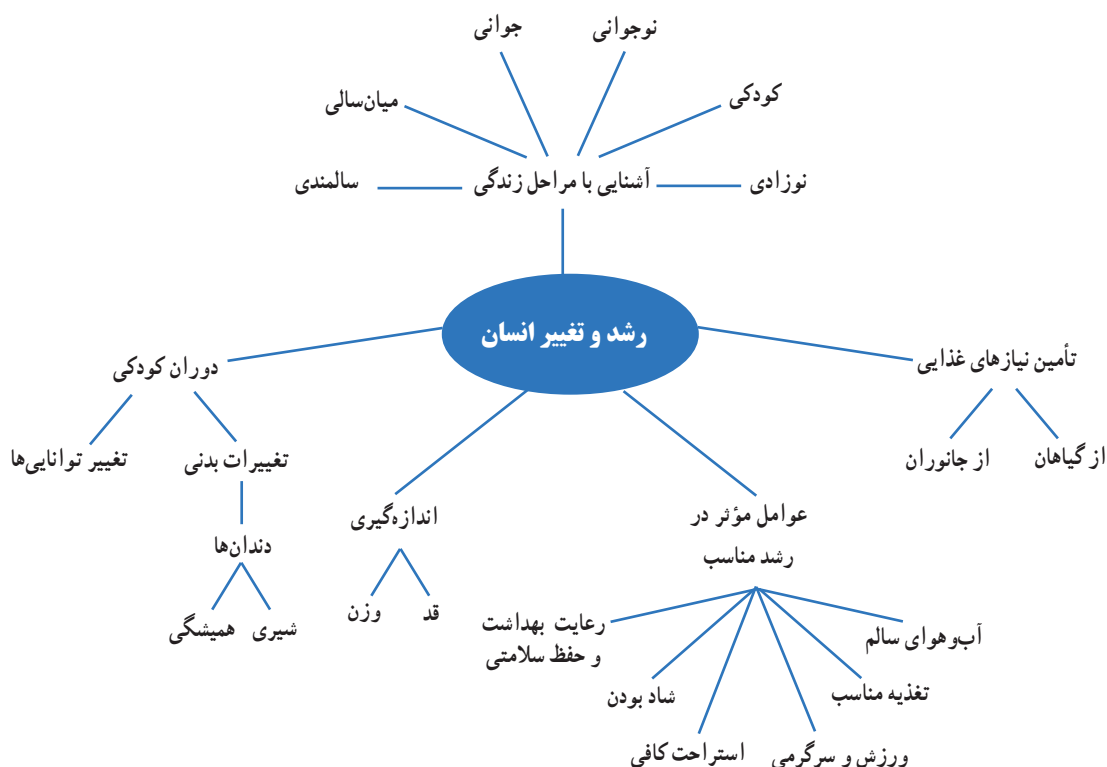 نوجوانی
جوانی
کودکی
میان‌سالی
نوزادی
آشنایی با مراحل زندگی
سالمندی
رشد و تغییر انسان
تأمین نیازهای غذایی
از گیاهان
از جانوران
دوران کودکی
تغییرات بدنی
تغییر توانایی‌ها
دندان‌ها
شیری
همیشگی
اندازه‌گیری
قد
وزن
عوامل مؤثر در
رشد مناسب
آب‌وهوای سالم
تغذیه مناسب
ورزش و سرگرمی
استراحت کافی
شاد بودن
رعایت بهداشت
و حفظ سلامتی